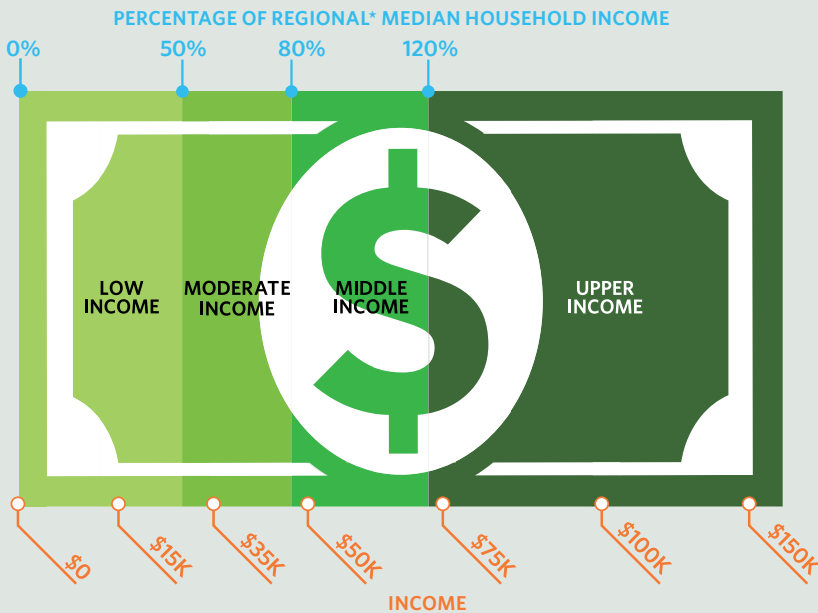 PERCENTAGE OF REGIONAL* MEDIAN HOUSEHOLD INCOME
0% 50% 80% 120%
LOW
INCOME
MODERATE
INCOME
MIDDLE
INCOME
UPPER
INCOME
$0 $15K $35K $50K $75K $100K $150K
INCOME